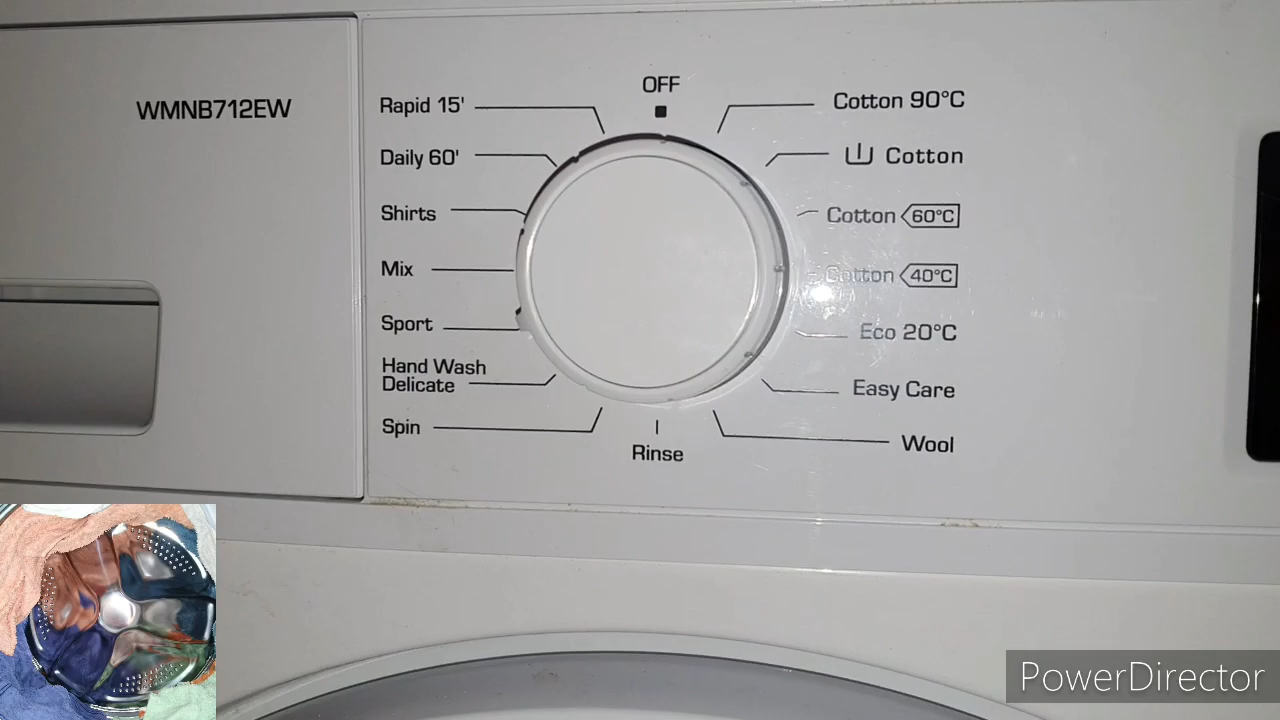 WMNB712EW
OFF
Rapid 15'
Daily 60'
Shirts
Mix
Sport
Hand Wash
Delicate
Spin
Rinse
Cotton 90°C
Cotton
Cotton 60°C
Cotton 40°C
Eco 20°C
Easy Care
Wool
PowerDirector